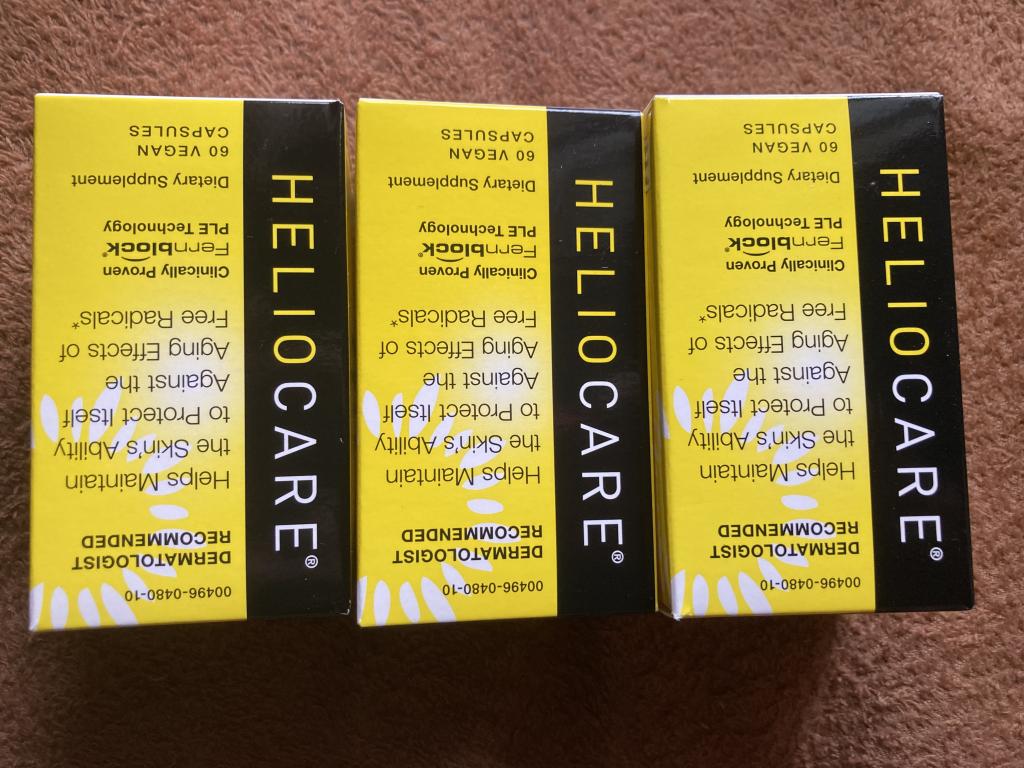 00496-0480-10
DERMATOLOGIST
RECOMMENDED
Helps Maintain
the Skin's Ability
to Protect Itself
Against the
Aging Effects of
Free Radicals*
Clinically Proven
Fernblock®
PLE Technology
Dietary Supplement
60 VEGAN
CAPSULES
HELIOCARE®
00496-0480-10
DERMATOLOGIST
RECOMMENDED
Helps Maintain
the Skin's Ability
to Protect Itself
Against the
Aging Effects of
Free Radicals*
Clinically Proven
Fernblock®
PLE Technology
Dietary Supplement
60 VEGAN
CAPSULES
HELIOCARE®
00496-0480-10
DERMATOLOGIST
RECOMMENDED
Helps Maintain
the Skin's Ability
to Protect Itself
Against the
Aging Effects of
Free Radicals*
Clinically Proven
Fernblock®
PLE Technology
Dietary Supplement
60 VEGAN
CAPSULES
HELIOCARE®